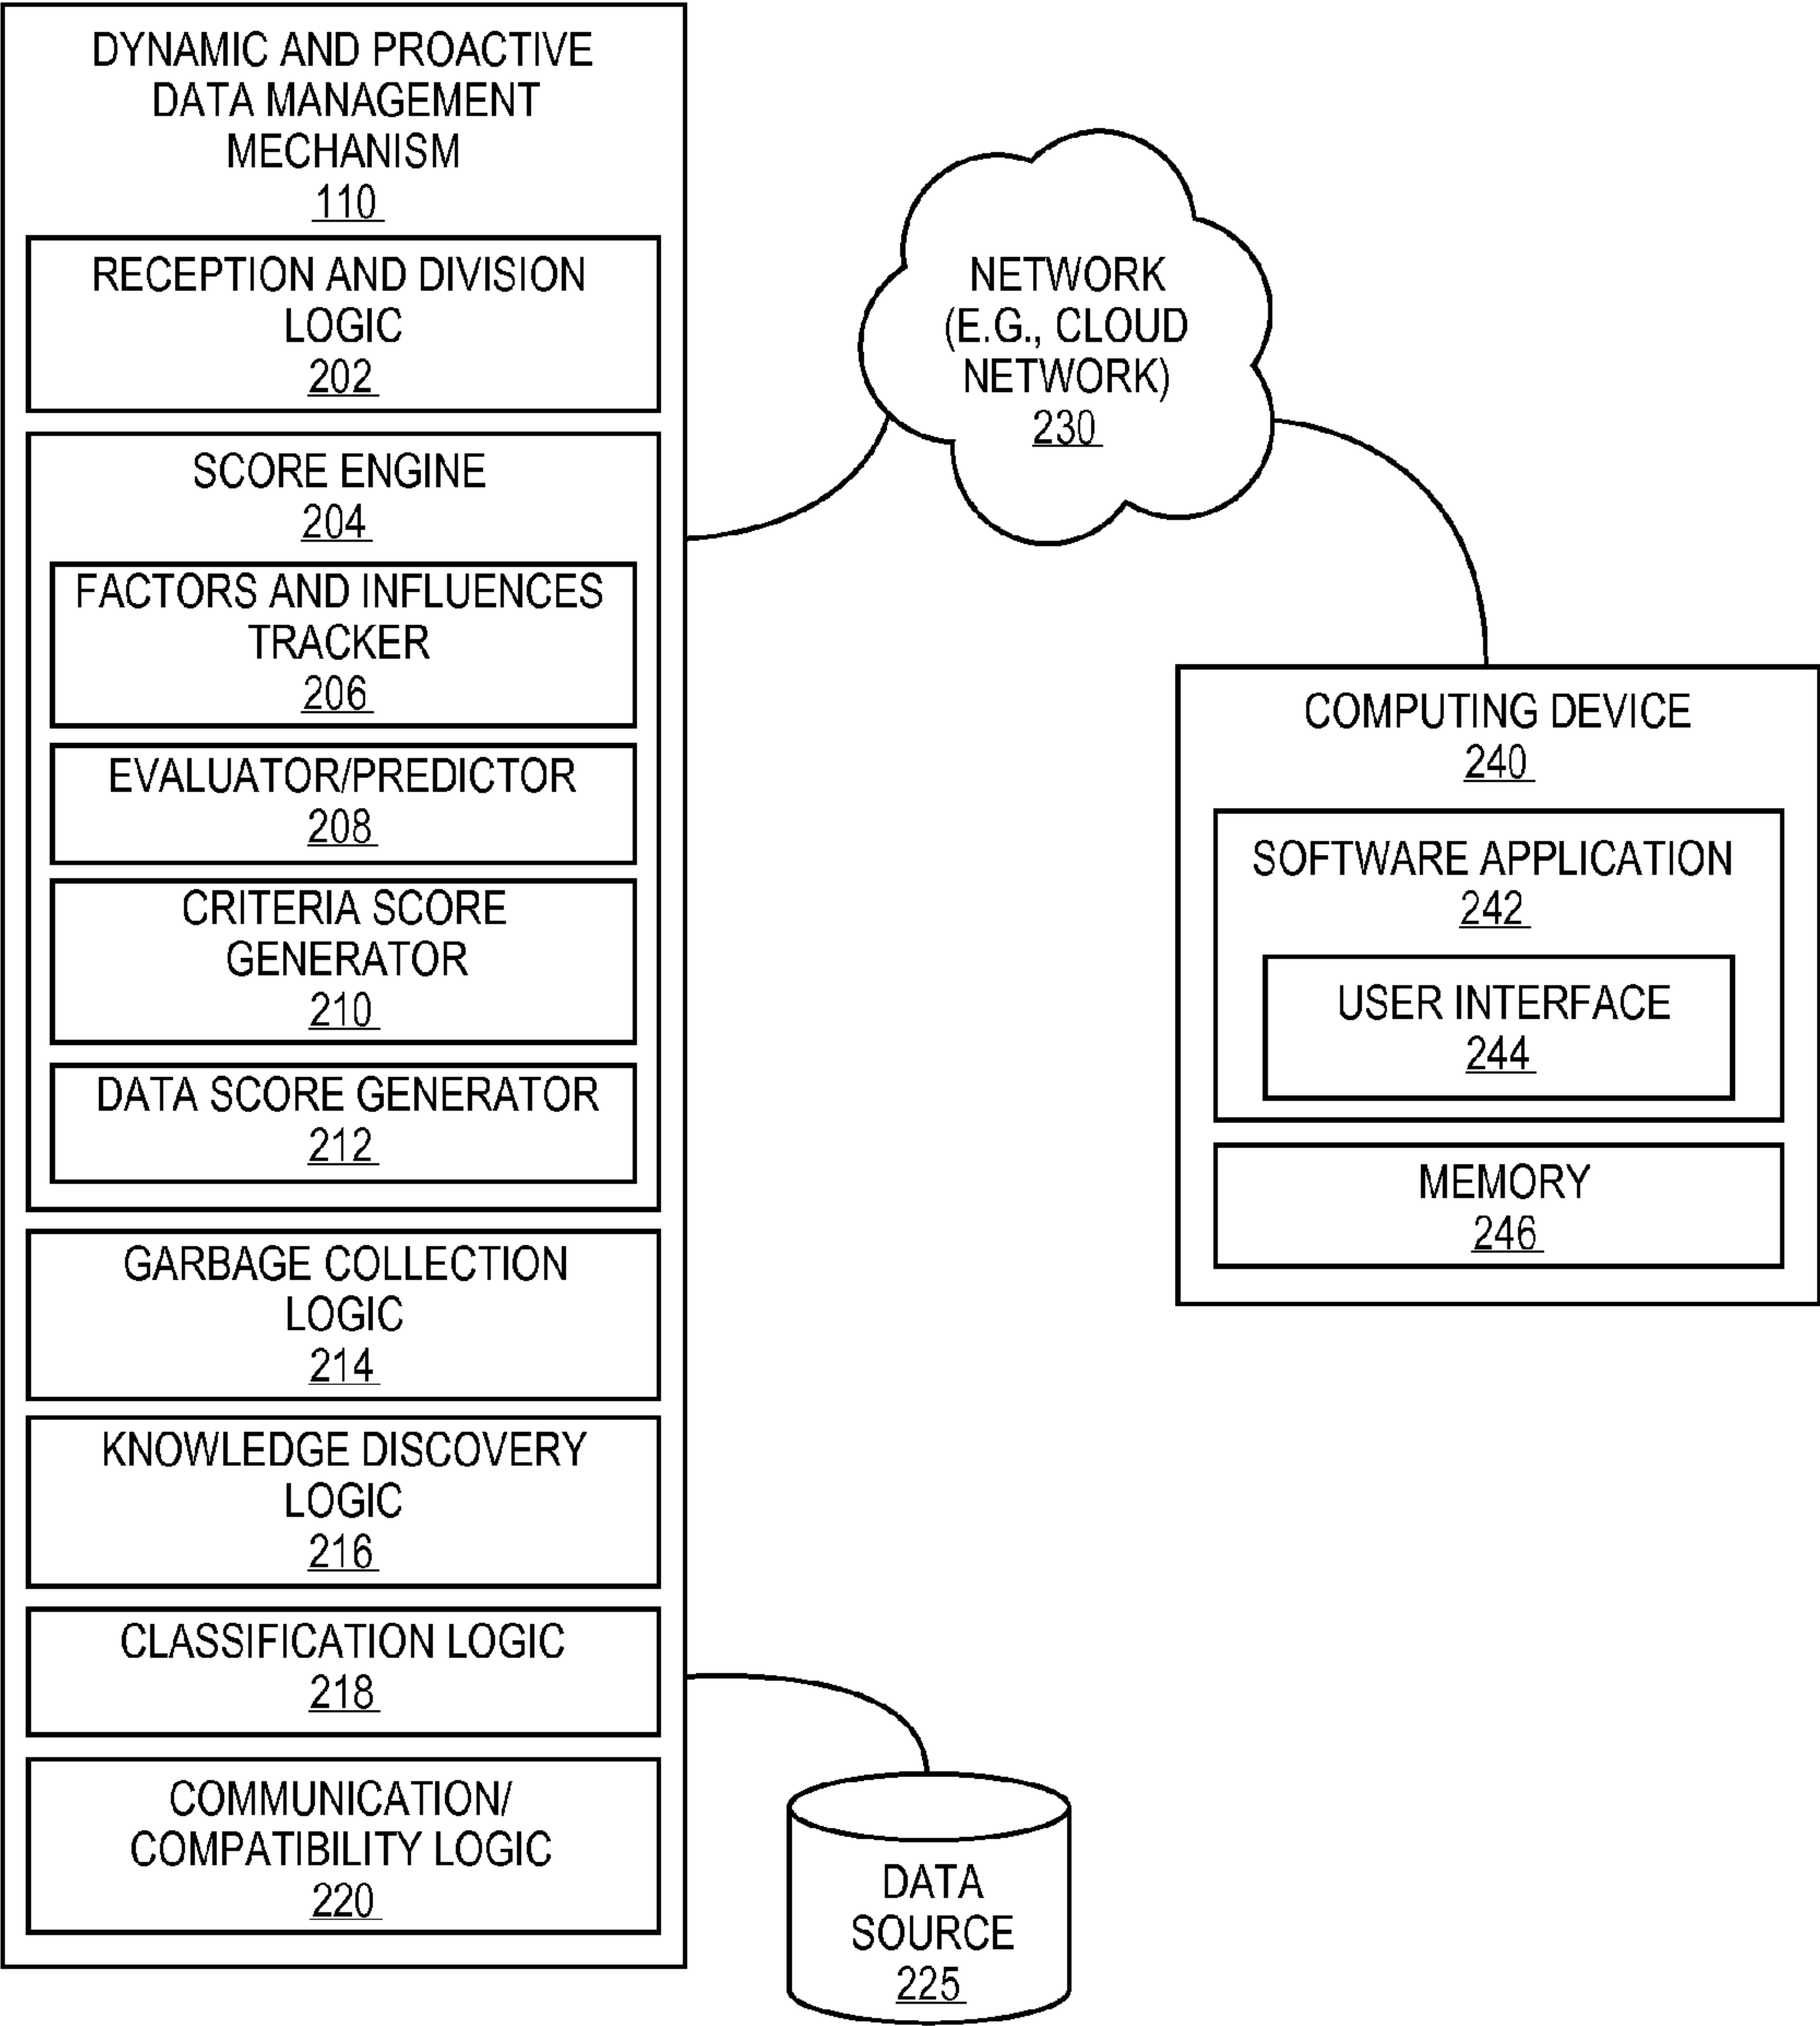 DYNAMIC AND PROACTIVE
DATA MANAGEMENT
MECHANISM
110
RECEPTION AND DIVISION
LOGIC
202
SCORE ENGINE
204
FACTORS AND INFLUENCES
TRACKER
206
EVALUATOR/PREDICTOR
208
CRITERIA SCORE
GENERATOR
210
DATA SCORE GENERATOR
212
GARBAGE COLLECTION
LOGIC
214
KNOWLEDGE DISCOVERY
LOGIC
216
CLASSIFICATION LOGIC
218
COMMUNICATION/
COMPATIBILITY LOGIC
220
NETWORK
(E.G., CLOUD
NETWORK)
230
COMPUTING DEVICE
240
SOFTWARE APPLICATION
242
USER INTERFACE
244
MEMORY
246
DATA
SOURCE
225